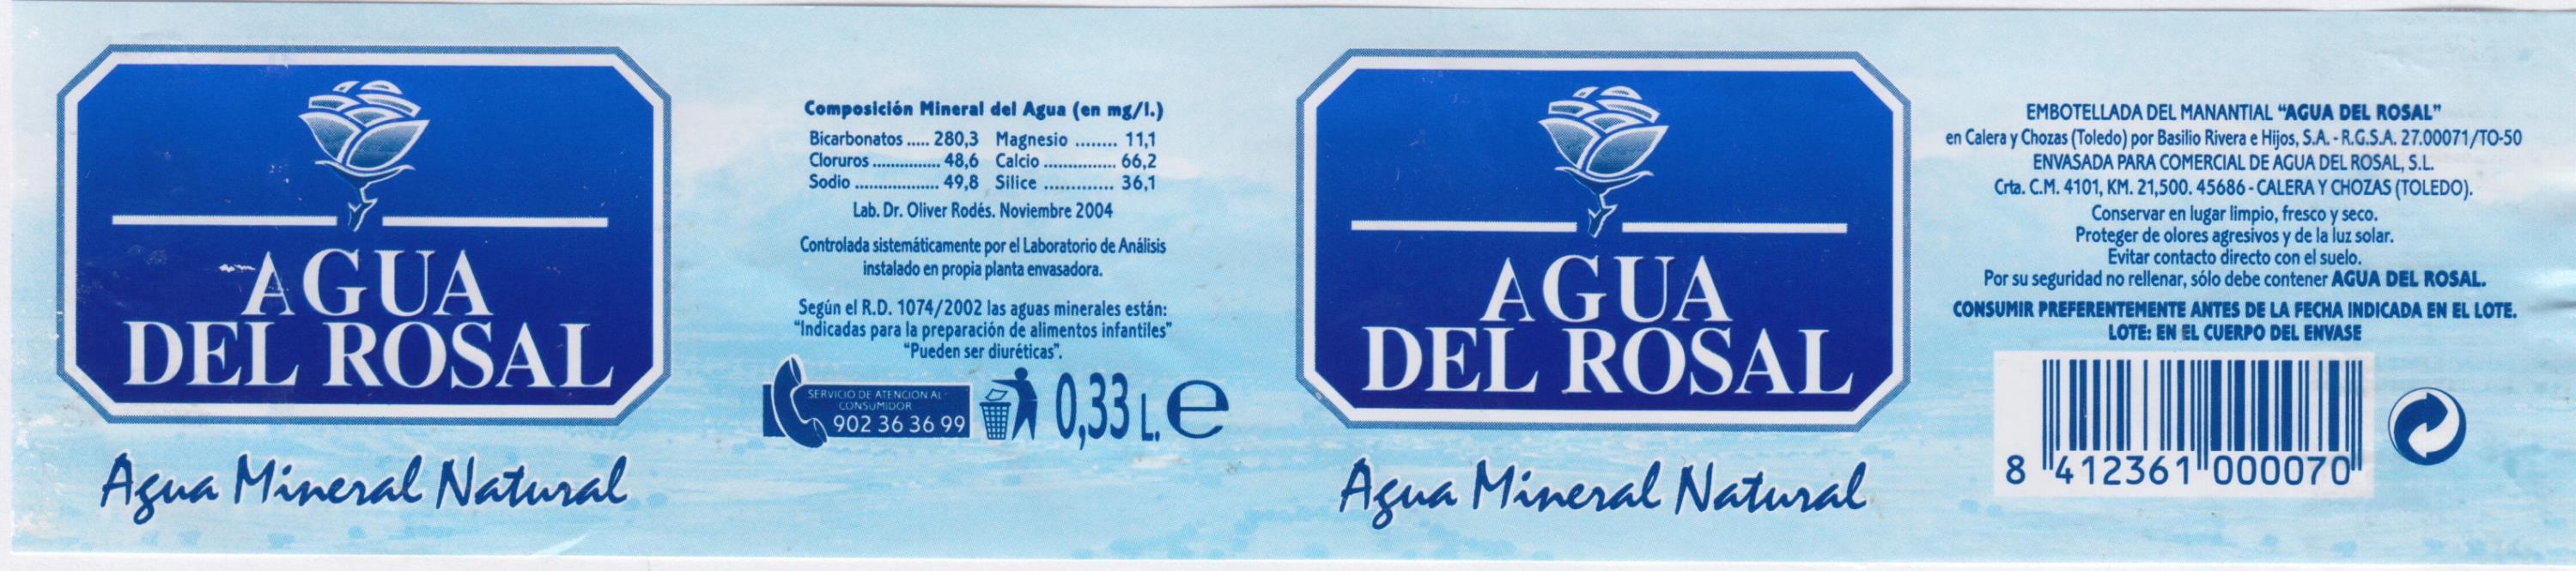 AGUA
DEL ROSAL
Agua Mineral Natural
Composición Mineral del Agua (en mg/l.)
Bicarbonatos ..... 280,3 Magnesio ........ 11,1
Cloruros ............... 48,6 Calcio ............... 66,2
Sodio .................. 49,8 Silice ............. 36,1
Lab. Dr. Oliver Rodés. Noviembre 2004
Controlada sistemáticamente por el Laboratorio de Análisis
instalado en propia planta envasadora.
Según el R.D. 1074/2002 las aguas minerales están:
"Indicadas para la preparación de alimentos infantiles"
"Pueden ser diuréticas".
SERVICIO DE ATENCION AL
CONSUMIDOR
902 36 36 99
0,33 L. e
AGUA
DEL ROSAL
Agua Mineral Natural
EMBOTELLADA DEL MANANTIAL "AGUA DEL ROSAL"
en Calera y Chozas (Toledo) por Basilio Rivera e Hijos, S.A. - R.G.S.A. 27.00071/TO-50
ENVASADA PARA COMERCIAL DE AGUA DEL ROSAL, S.L.
Crta. C.M. 4101, KM. 21,500. 45686 - CALERA Y CHOZAS (TOLEDO).
Conservar en lugar limpio, fresco y seco.
Proteger de olores agresivos y de la luz solar.
Evitar contacto directo con el suelo.
Por su seguridad no rellenar, sólo debe contener AGUA DEL ROSAL.
CONSUMIR PREFERENTEMENTE ANTES DE LA FECHA INDICADA EN EL LOTE.
LOTE: EN EL CUERPO DEL ENVASE
8 412361 000070